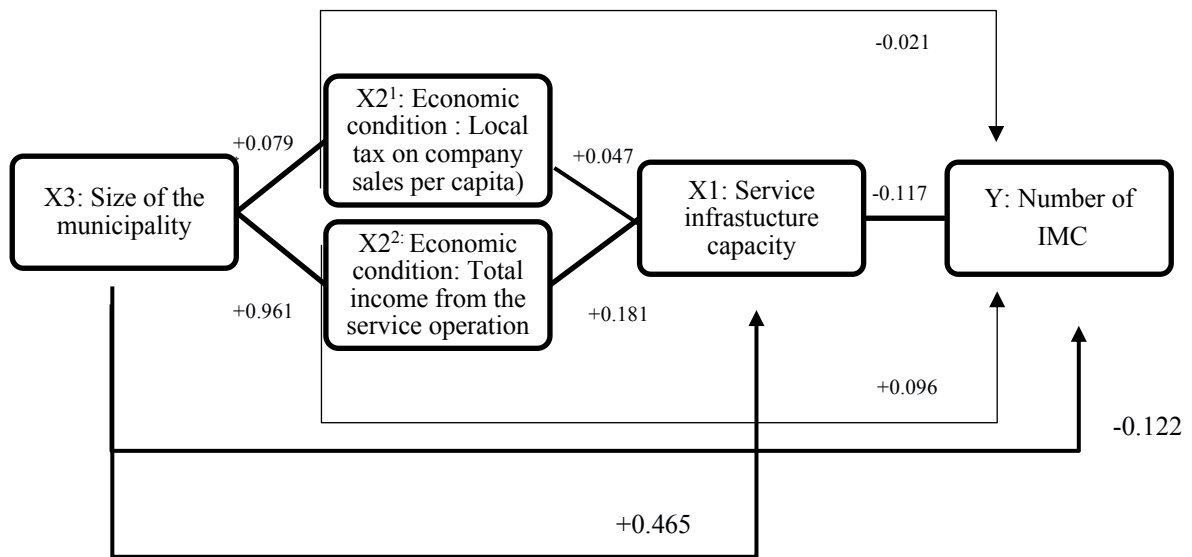 -0.021
X2¹: Economic
condition : Local
tax on company
sales per capita)
+0.079
+0.047
X3: Size of the
municipality
X1: Service
infrastucture
capacity
-0.117
Y: Number of
IMC
X2²: Economic
condition: Total
income from the
service operation
+0.961
+0.181
+0.096
-0.122
+0.465